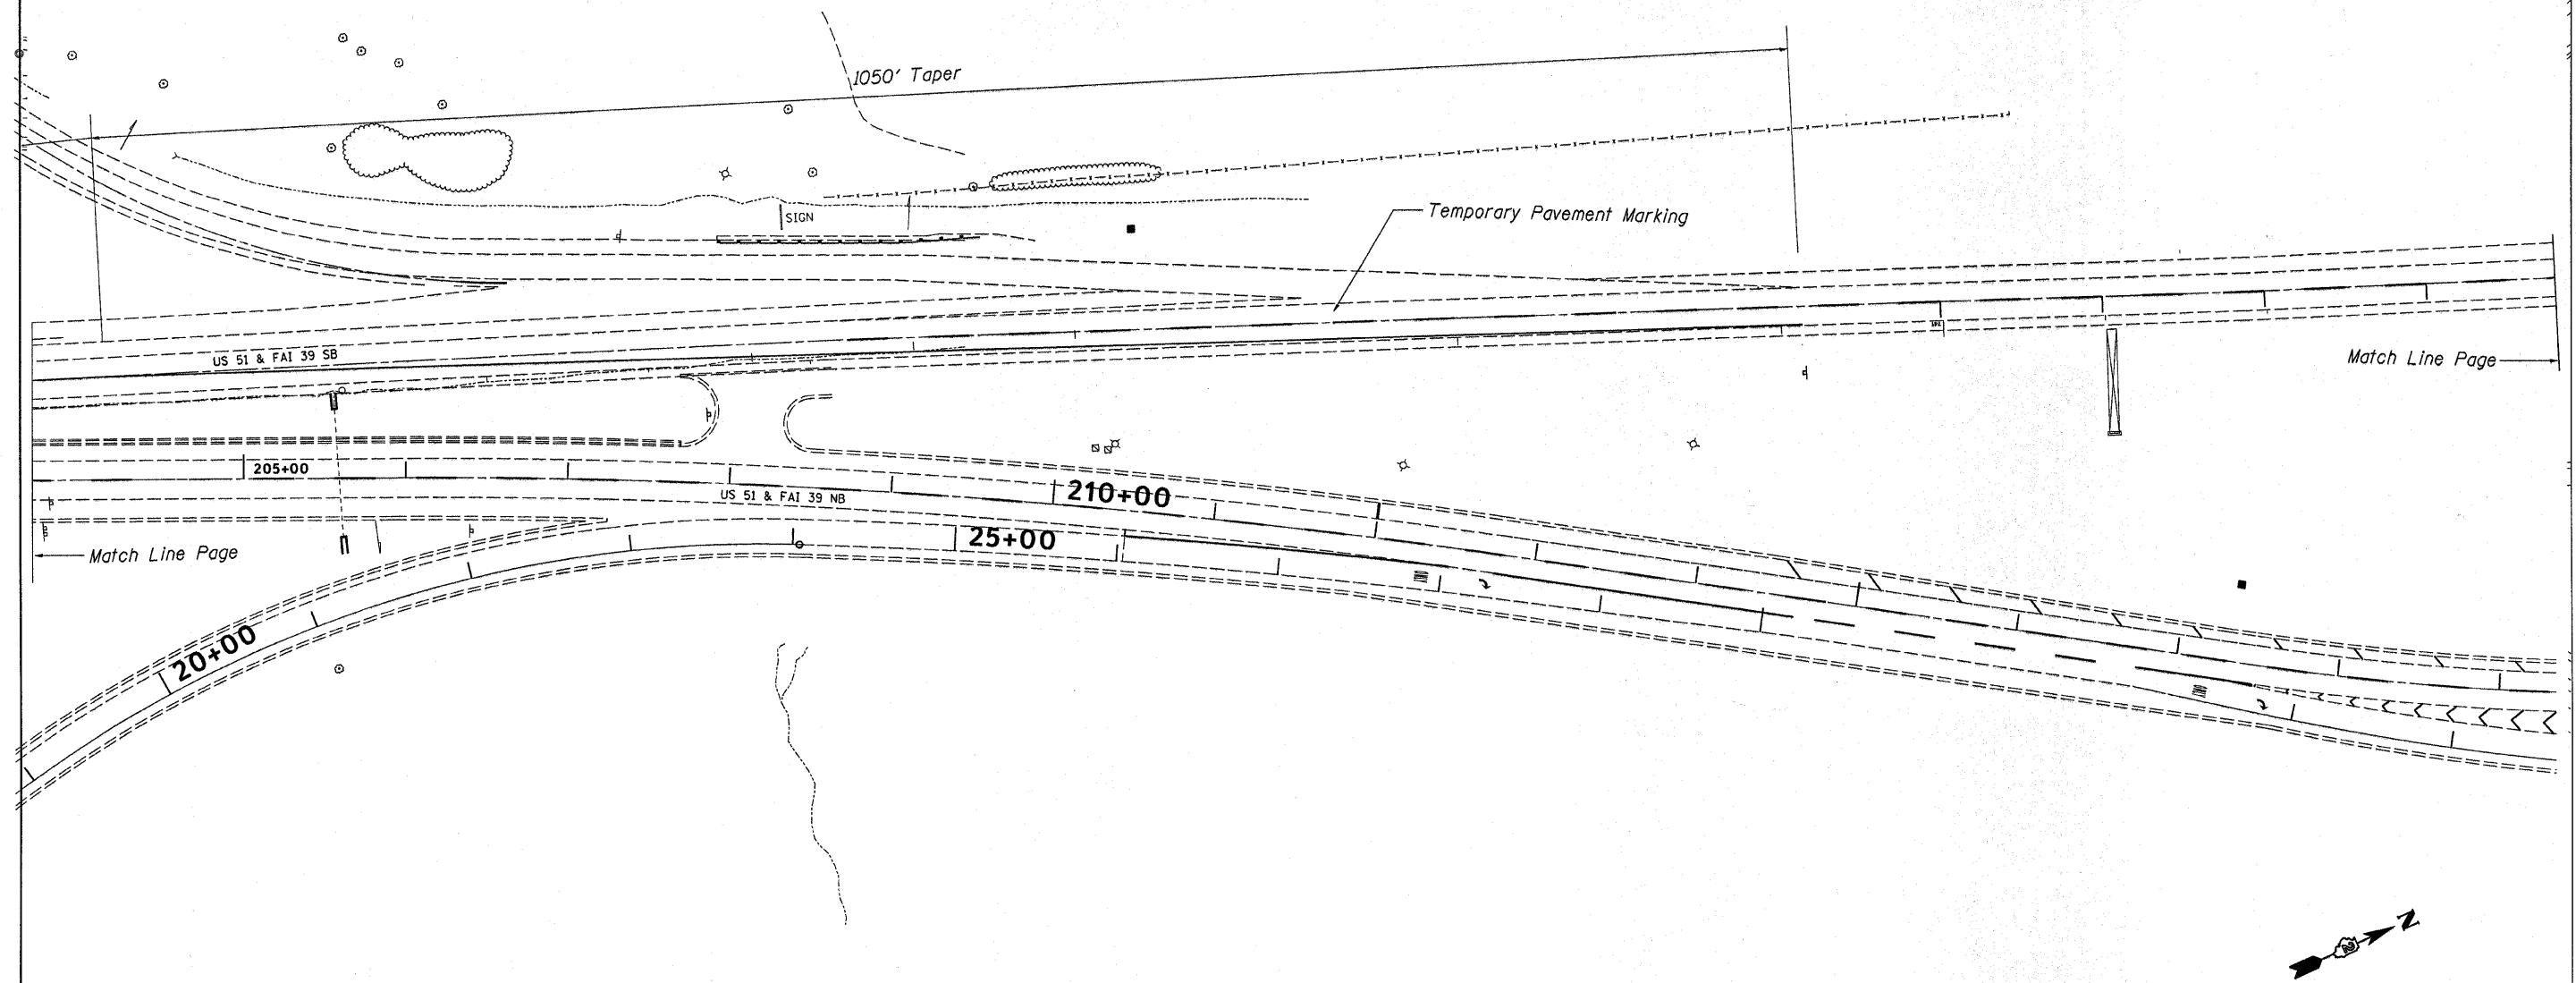 1050' Taper
SIGN
Temporary Pavement Marking
US 51 & FAI 39 SB
Match Line Page
205+00
US 51 & FAI 39 NB
210+00
25+00
Match Line Page
20+00
N